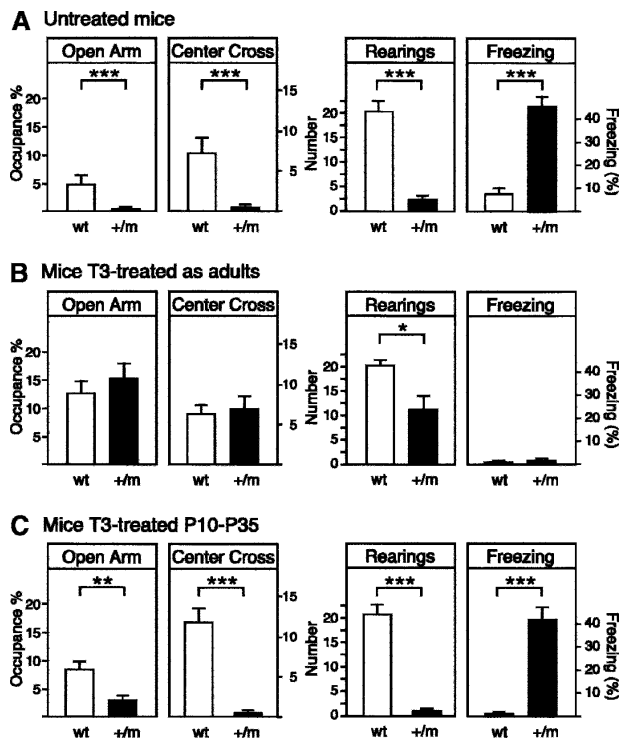 A Untreated mice
Open Arm Center Cross Rearings Freezing
*** *** *** ***
Occupance %
20
15
10
5
15
10
5
Number
20
15
10
5
0
40
30
20
10
Freezing (%)
wt +/m wt +/m wt +/m wt +/m
B Mice T3-treated as adults
Open Arm Center Cross Rearings Freezing
*
Occupance %
20
15
10
5
15
10
5
Number
20
15
10
5
0
40
30
20
10
Freezing (%)
wt +/m wt +/m wt +/m wt +/m
C Mice T3-treated P10-P35
Open Arm Center Cross Rearings Freezing
** *** *** ***
Occupance %
20
15
10
5
15
10
5
Number
20
15
10
5
0
40
30
20
10
Freezing (%)
wt +/m wt +/m wt +/m wt +/m